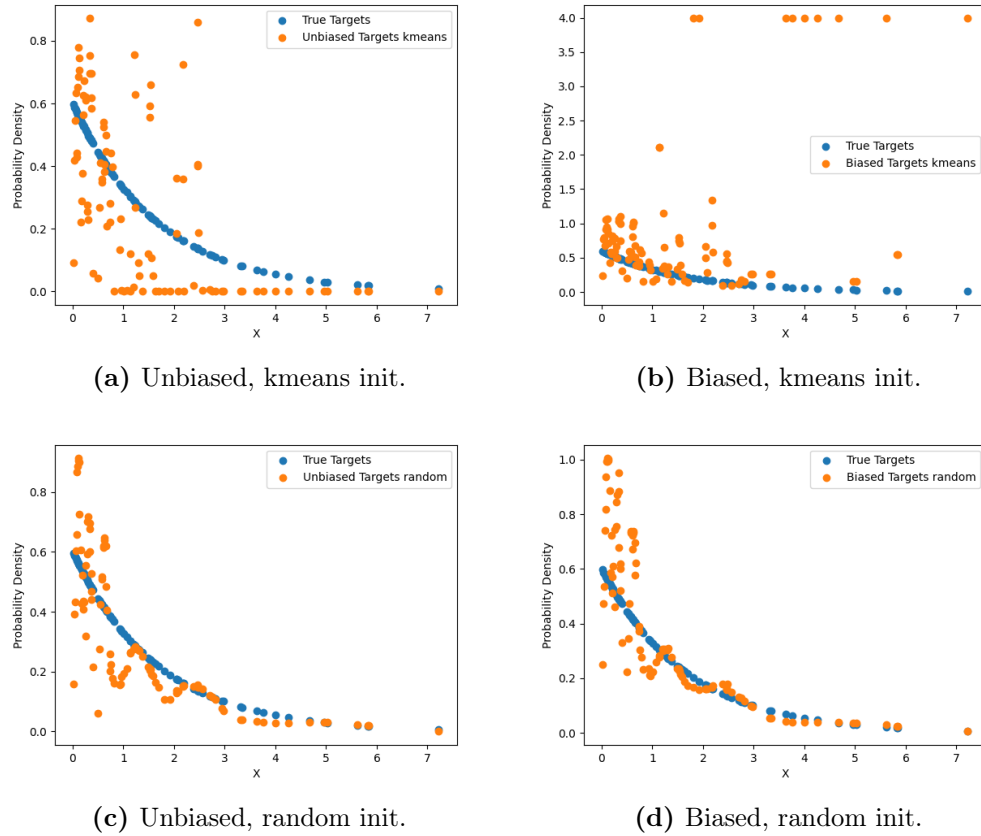 True Targets
Unbiased Targets kmeans
Probability Density
0.8
0.6
0.4
0.2
0.0
0 1 2 3 4 5 6 7
X
(a) Unbiased, kmeans init.
True Targets
Biased Targets kmeans
Probability Density
4.0
3.5
3.0
2.5
2.0
1.5
1.0
0.5
0.0
0 1 2 3 4 5 6 7
X
(b) Biased, kmeans init.
True Targets
Unbiased Targets random
Probability Density
0.8
0.6
0.4
0.2
0.0
0 1 2 3 4 5 6 7
X
(c) Unbiased, random init.
True Targets
Biased Targets random
Probability Density
1.0
0.8
0.6
0.4
0.2
0.0
0 1 2 3 4 5 6 7
X
(d) Biased, random init.